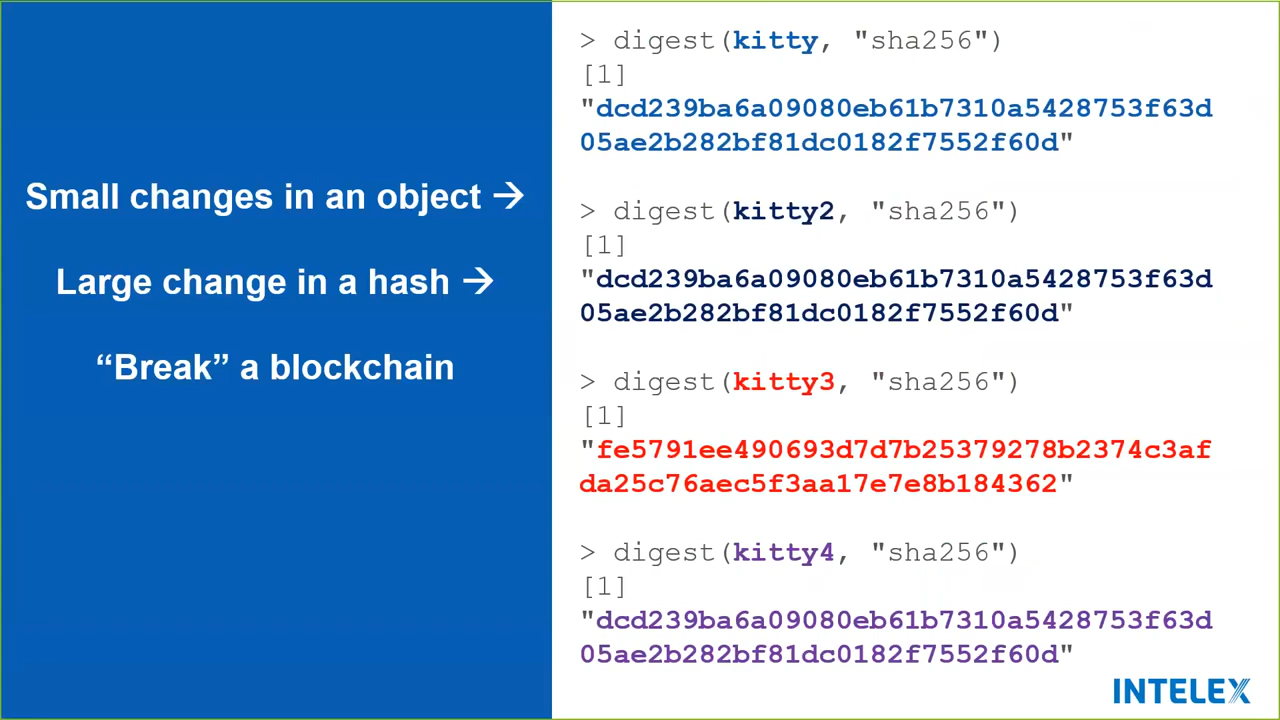 Small changes in an object →
Large change in a hash →
“Break” a blockchain
> digest(kitty, "sha256")
[1]
"dcd239ba6a09080eb61b7310a5428753f63d
05ae2b282bf81dc0182f7552f60d"
> digest(kitty2, "sha256")
[1]
"dcd239ba6a09080eb61b7310a5428753f63d
05ae2b282bf81dc0182f7552f60d"
> digest(kitty3, "sha256")
[1]
"fe5791ee490693d7d7b25379278b2374c3af
da25c76aec5f3aa17e7e8b184362"
> digest(kitty4, "sha256")
[1]
"dcd239ba6a09080eb61b7310a5428753f63d
05ae2b282bf81dc0182f7552f60d"
INTELEX